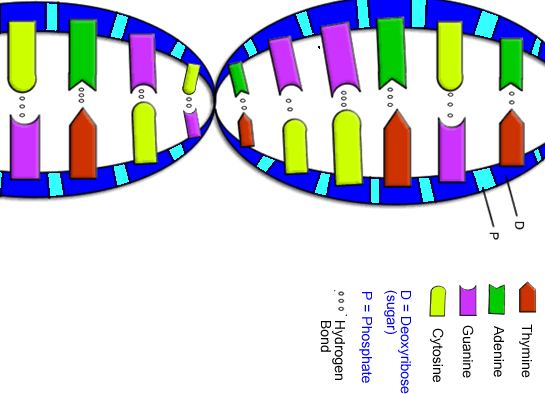 D
P
Thymine
Adenine
Guanine
Cytosine
D = Deoxyribose
(sugar)
P = Phosphate
Hydrogen
Bond